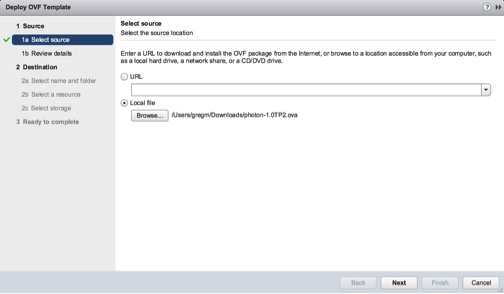 Deploy OVF Template
1 Source
1a Select source
1b Review details
2 Destination
2a Select name and folder
2b Select a resource
2c Select storage
3 Ready to complete
Select source
Select the source location
Enter a URL to download and install the OVF package from the Internet, or browse to a location accessible from your computer, such
as a local hard drive, a network share, or a CD/DVD drive.
URL
Local file
Browse... /Users/gregm/Downloads/photon-1.0TP2.ova
Back Next Finish Cancel